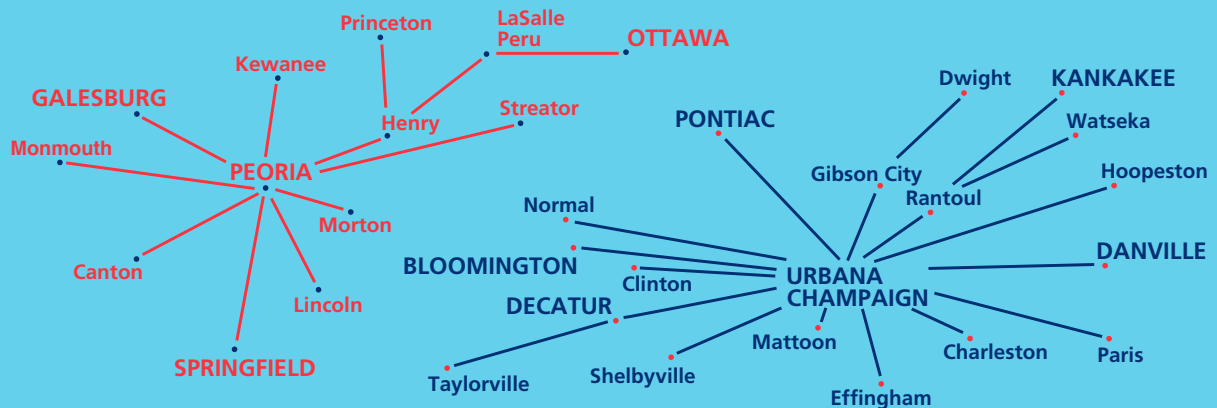 Princeton
LaSalle
Peru
OTTAWA
Kewanee
GALESBURG
Henry
Streator
Monmouth
PEORIA
Morton
Canton
Lincoln
SPRINGFIELD
Dwight
KANKAKEE
PONTIAC
Watseka
Gibson City
Hoopeston
Rantoul
Normal
BLOOMINGTON
Clinton
URBANA
CHAMPAIGN
DANVILLE
DECATUR
Mattoon
Charleston
Paris
Taylorville
Shelbyville
Effingham